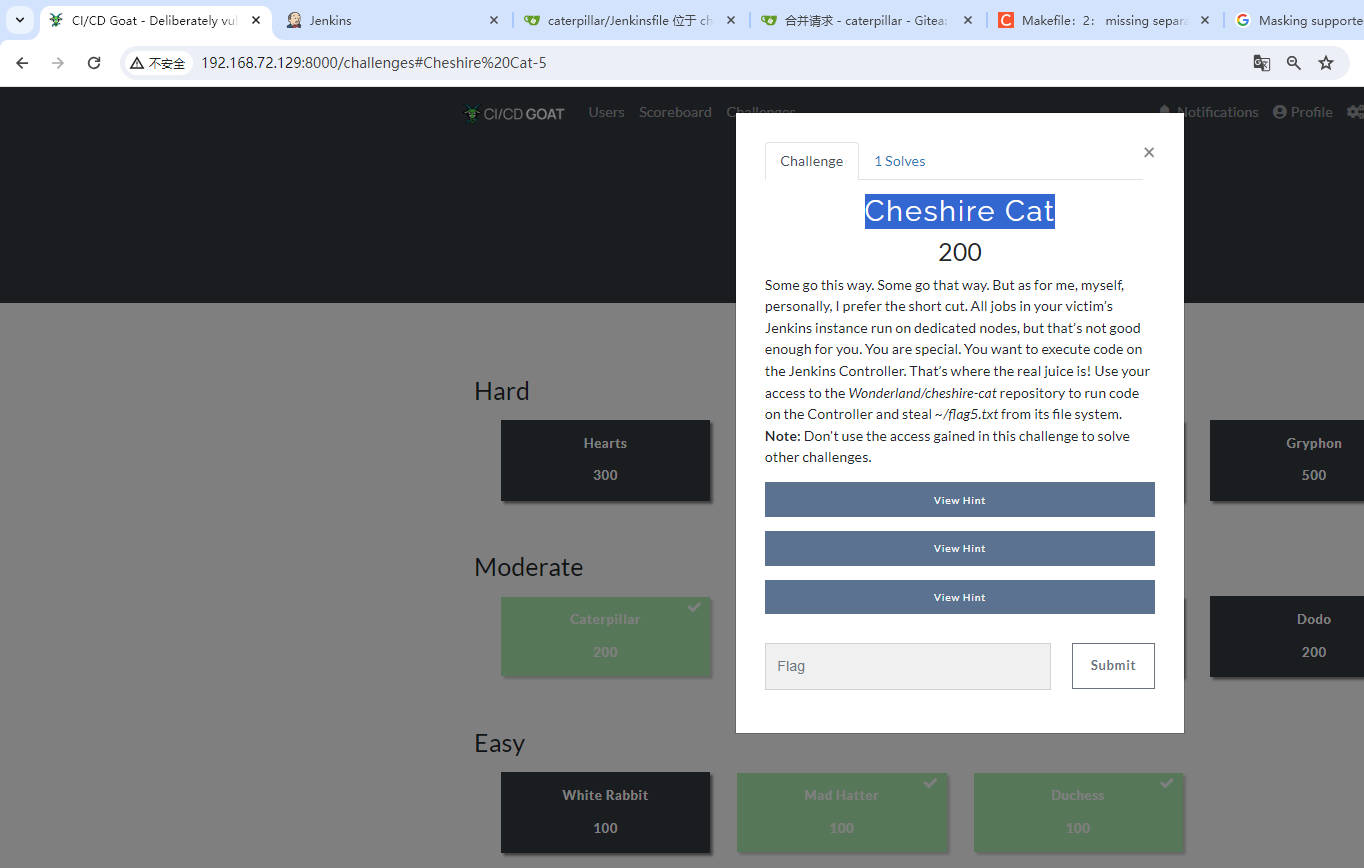 CI/CD Goat - Deliberately vul
Jenkins
caterpillar/Jenkinsfile 位于 ch
合并请求 - caterpillar - Gitea:
Makefile：2： missing separa
Masking supporte
不安全
192.168.72.129:8000/challenges#Cheshire%20Cat-5
CI/CD GOAT
Users
Scoreboard
Challenges
Notifications
Profile
Challenge
1 Solves
×
Cheshire Cat
200
Some go this way. Some go that way. But as for me, myself,
personally, I prefer the short cut. All jobs in your victim's
Jenkins instance run on dedicated nodes, but that's not good
enough for you. You are special. You want to execute code on
the Jenkins Controller. That's where the real juice is! Use your
access to the Wonderland/cheshire-cat repository to run code
on the Controller and steal ~/flag5.txt from its file system.
Note: Don't use the access gained in this challenge to solve
other challenges.
View Hint
View Hint
View Hint
Flag
Submit
Hard
Hearts
300
Gryphon
500
Moderate
Caterpillar
200
Dodo
200
Easy
White Rabbit
100
Mad Hatter
100
Duchess
100